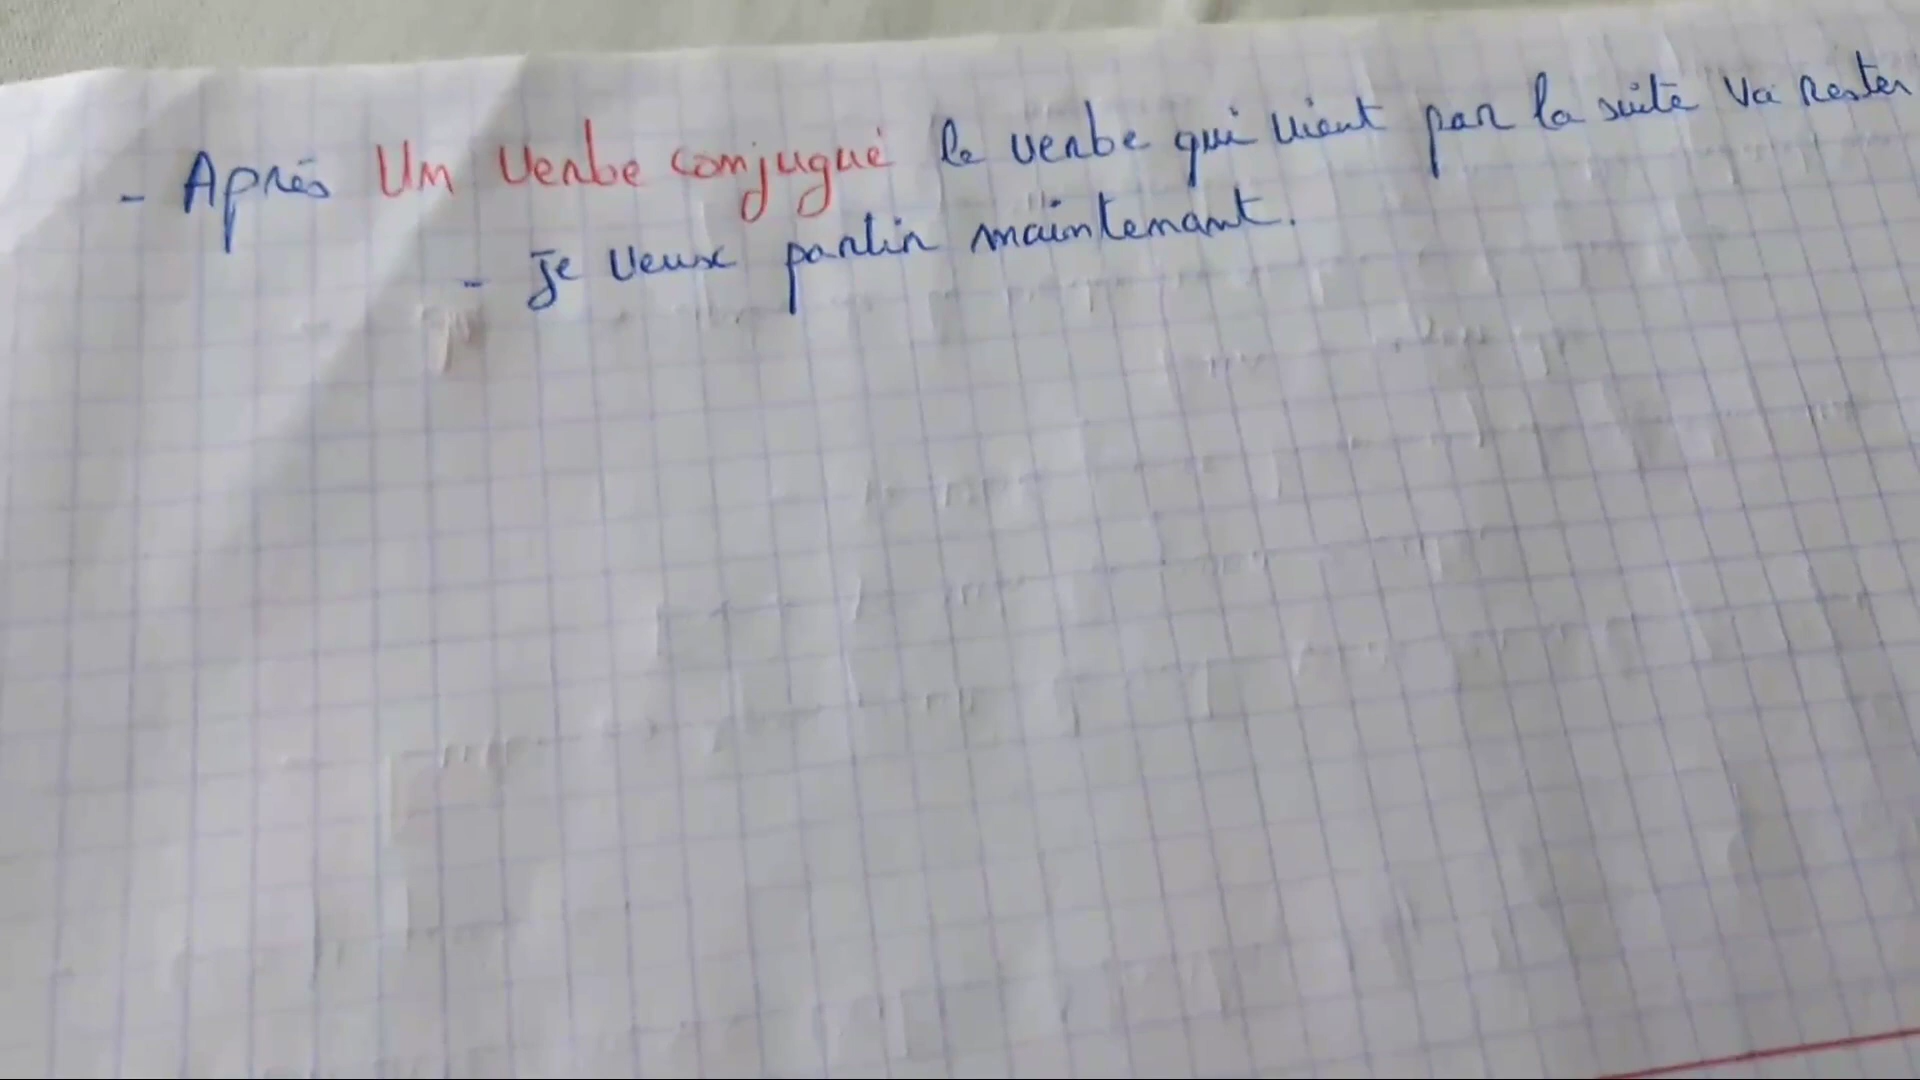 - Après Un verbe conjugué le verbe qui vient par la suite va rester
- je veux partir maintenant.